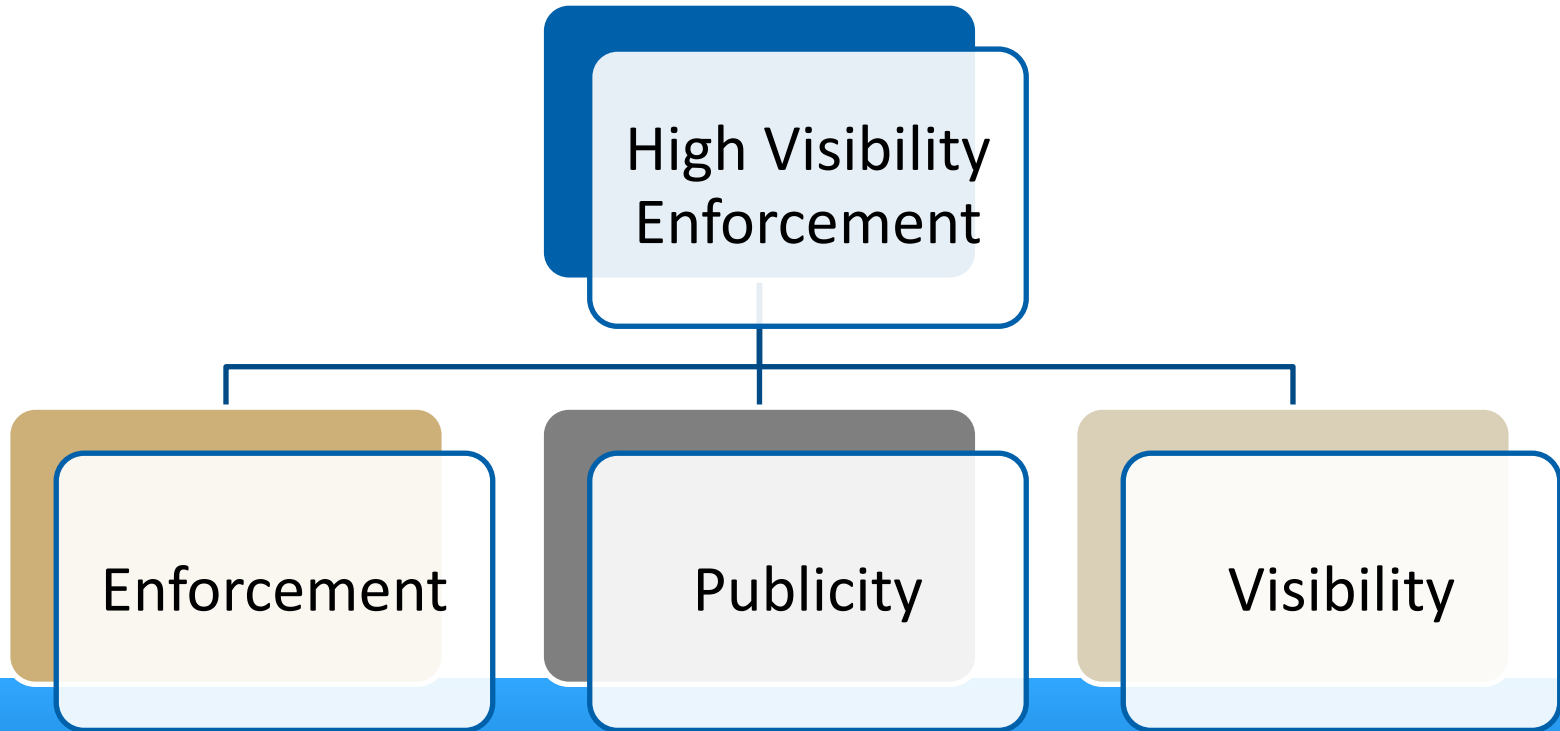 High Visibility
Enforcement
Enforcement
Publicity
Visibility